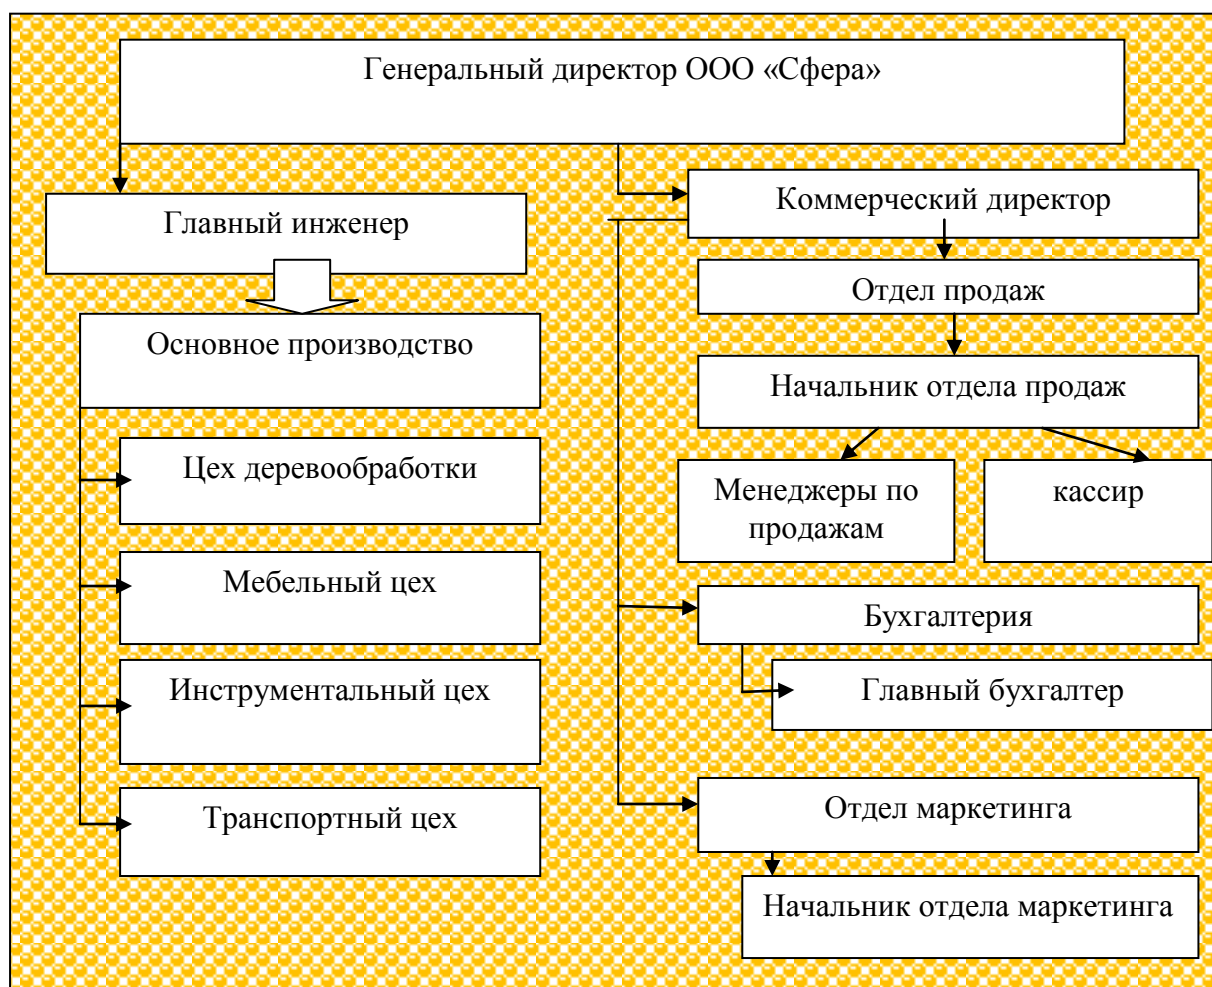 Генеральный директор ООО «Сфера»
Главный инженер
Коммерческий директор
Отдел продаж
Основное производство
Начальник отдела продаж
Цех деревообработки
Менеджеры по
продажам
кассир
Мебельный цех
Бухгалтерия
Инструментальный цех
Главный бухгалтер
Транспортный цех
Отдел маркетинга
Начальник отдела маркетинга